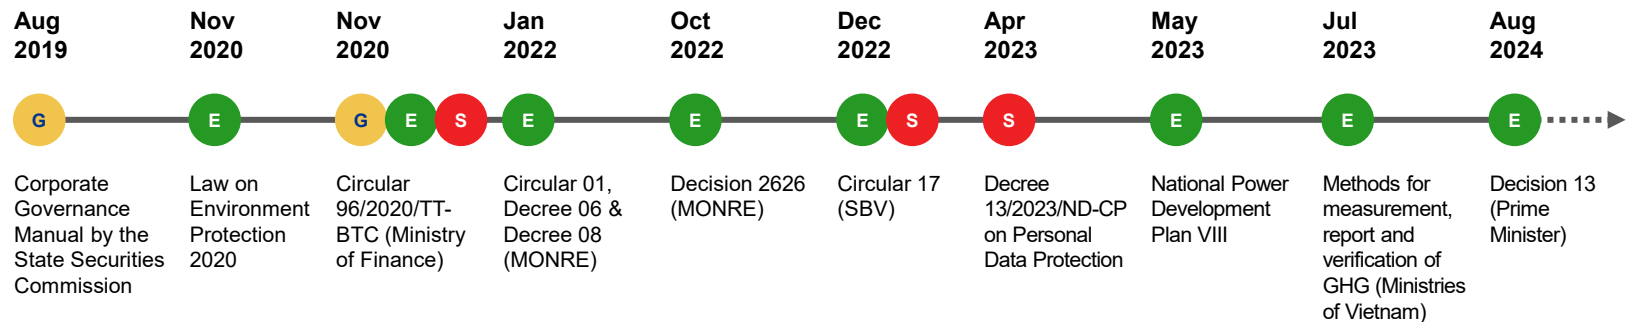 Aug
2019
Nov
2020
Nov
2020
Jan
2022
Oct
2022
Dec
2022
Apr
2023
May
2023
Jul
2023
Aug
2024
G
E
G
E
S
E
E
E
S
S
E
E
E
Corporate
Governance
Manual by the
State Securities
Commission
Law on
Environment
Protection
2020
Circular
96/2020/TT-
BTC (Ministry
of Finance)
Circular 01,
Decree 06 &
Decree 08
(MONRE)
Decision 2626
(MONRE)
Circular 17
(SBV)
Decree
13/2023/ND-CP
on Personal
Data Protection
National Power
Development
Plan VIII
Methods for
measurement,
report and
verification of
GHG (Ministries
of Vietnam)
Decision 13
(Prime
Minister)